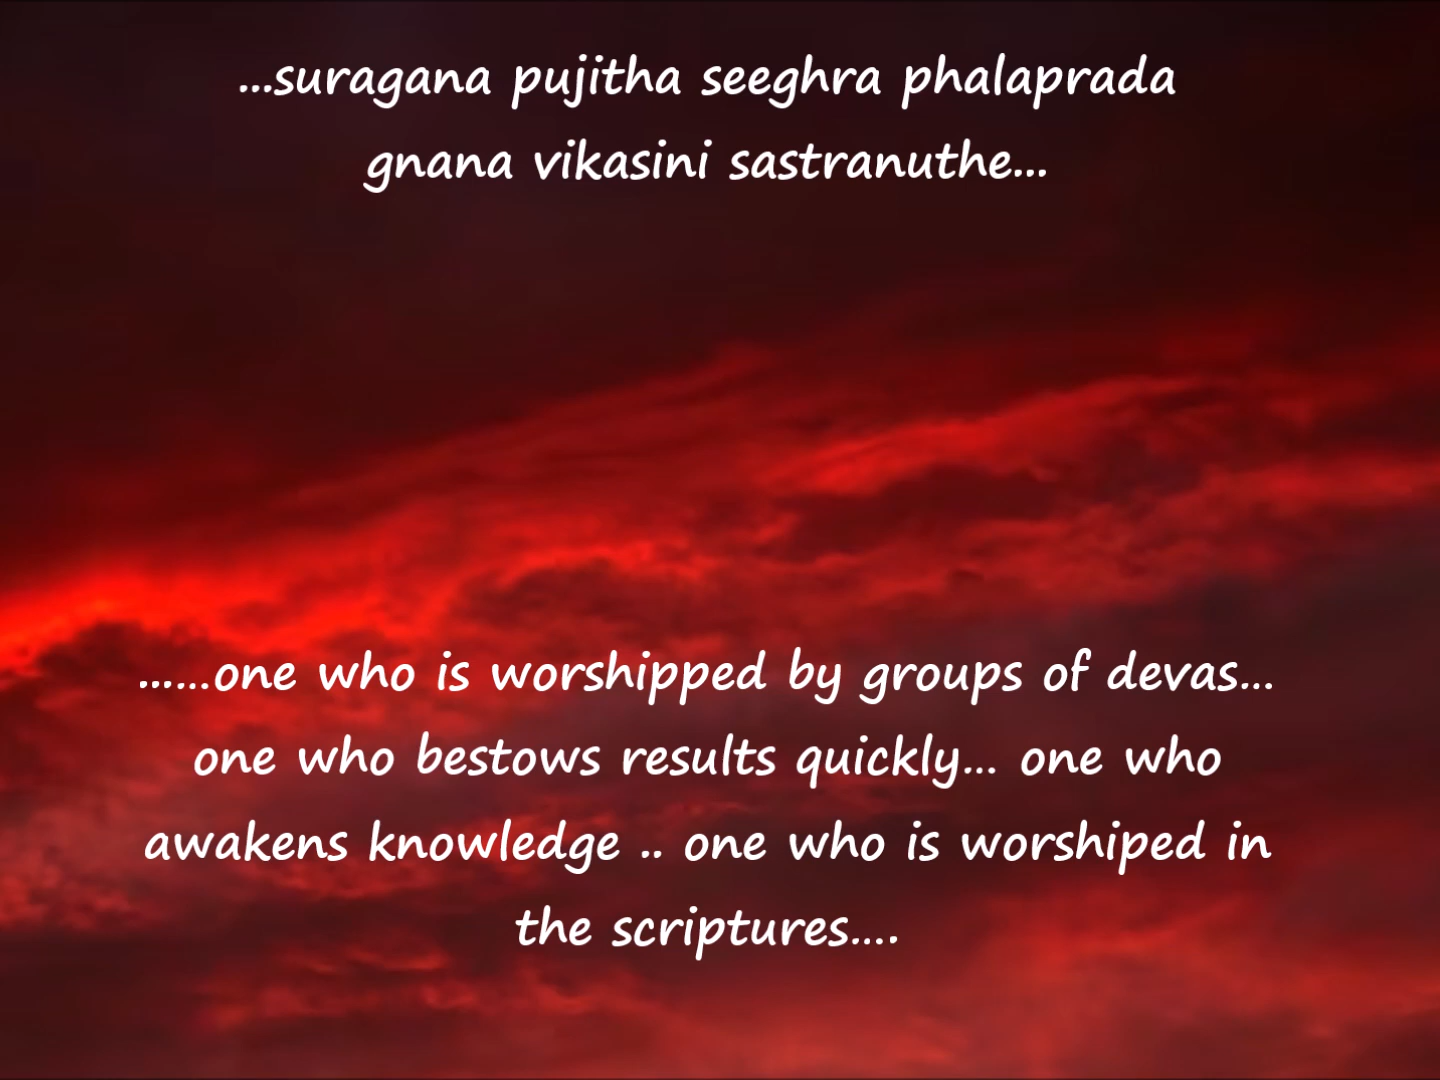 ...suragana pujitha seeghra phalaprada
gnana vikasini sastranuthe...
......one who is worshipped by groups of devas...
one who bestows results quickly... one who
awakens knowledge .. one who is worshiped in
the scriptures....